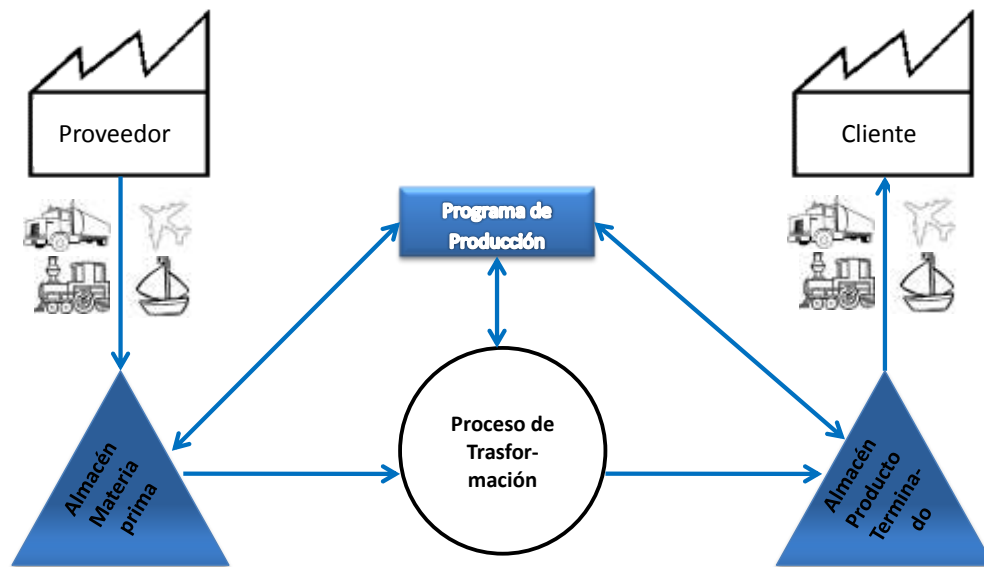 Proveedor
Cliente
Programa de
Producción
Proceso de
Trasfor-
mación
Almacén
Materia
prima
Almacén
Producto
Termina-
do